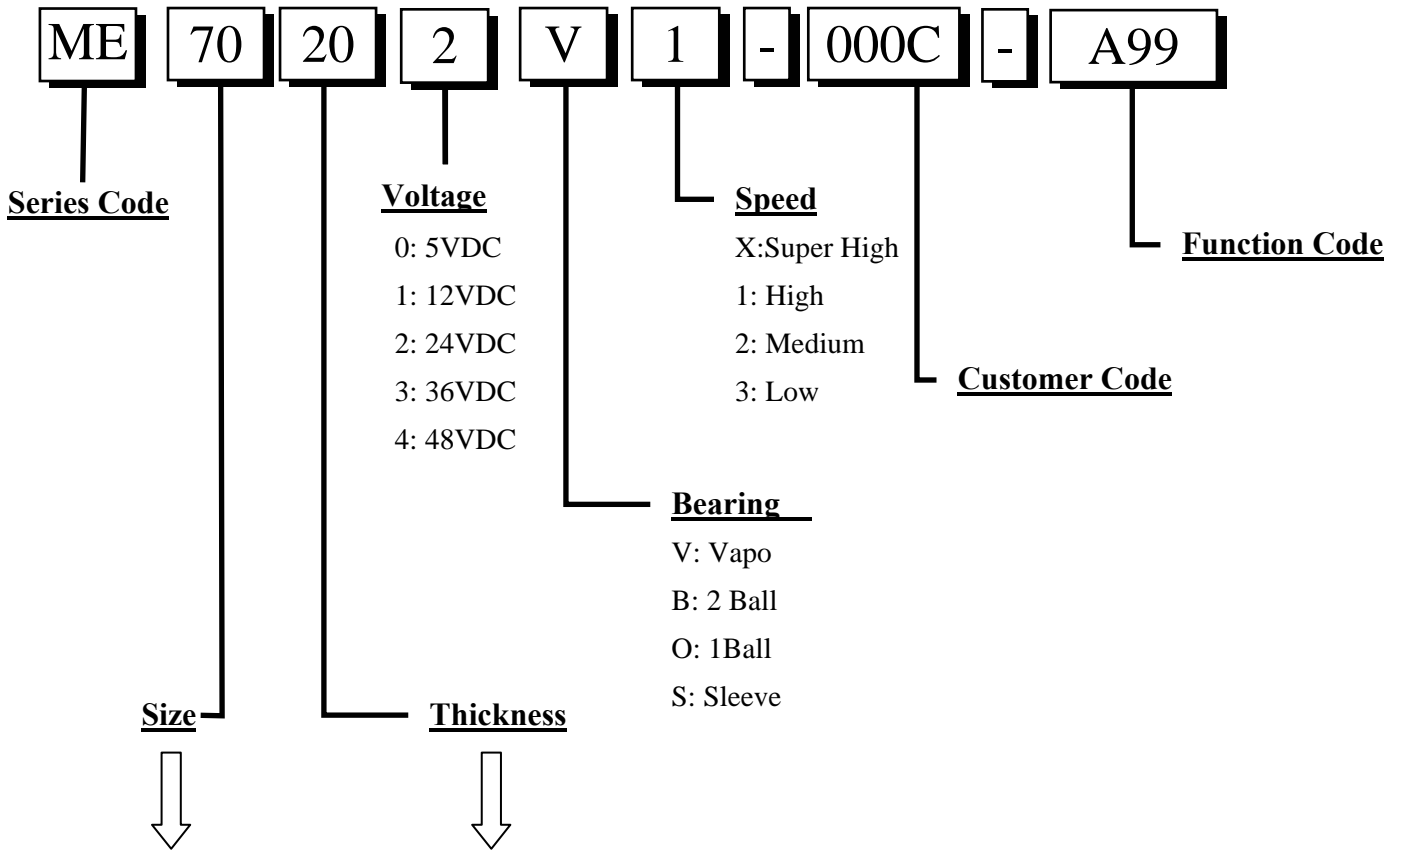 ME 70 20 2 V 1 - 000C - A99
Series Code
Voltage
0: 5VDC
1: 12VDC
2: 24VDC
3: 36VDC
4: 48VDC
Speed
X:Super High
1: High
2: Medium
3: Low
Function Code
Customer Code
Bearing
V: Vapo
B: 2 Ball
O: 1Ball
S: Sleeve
Size
Thickness